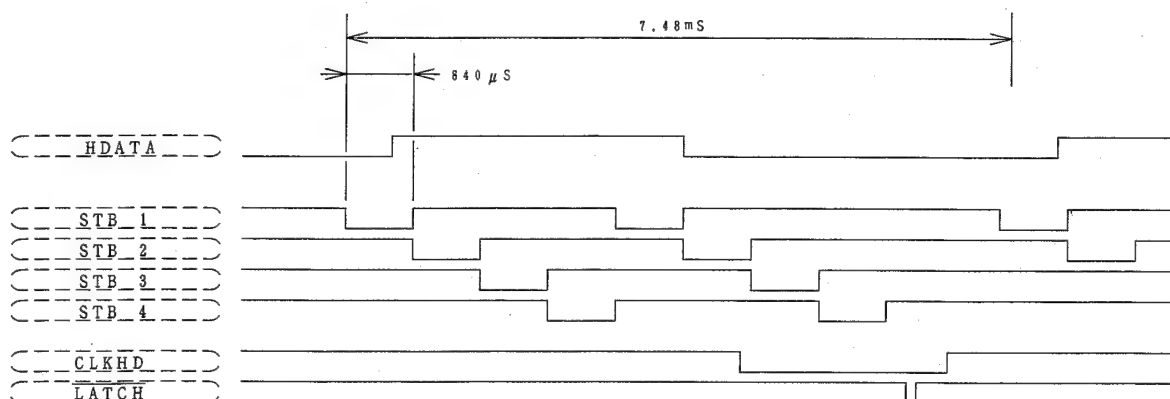 7.48mS
840μS
HDATA
STB_1
STB_2
STB_3
STB_4
CLKHD
LATCH